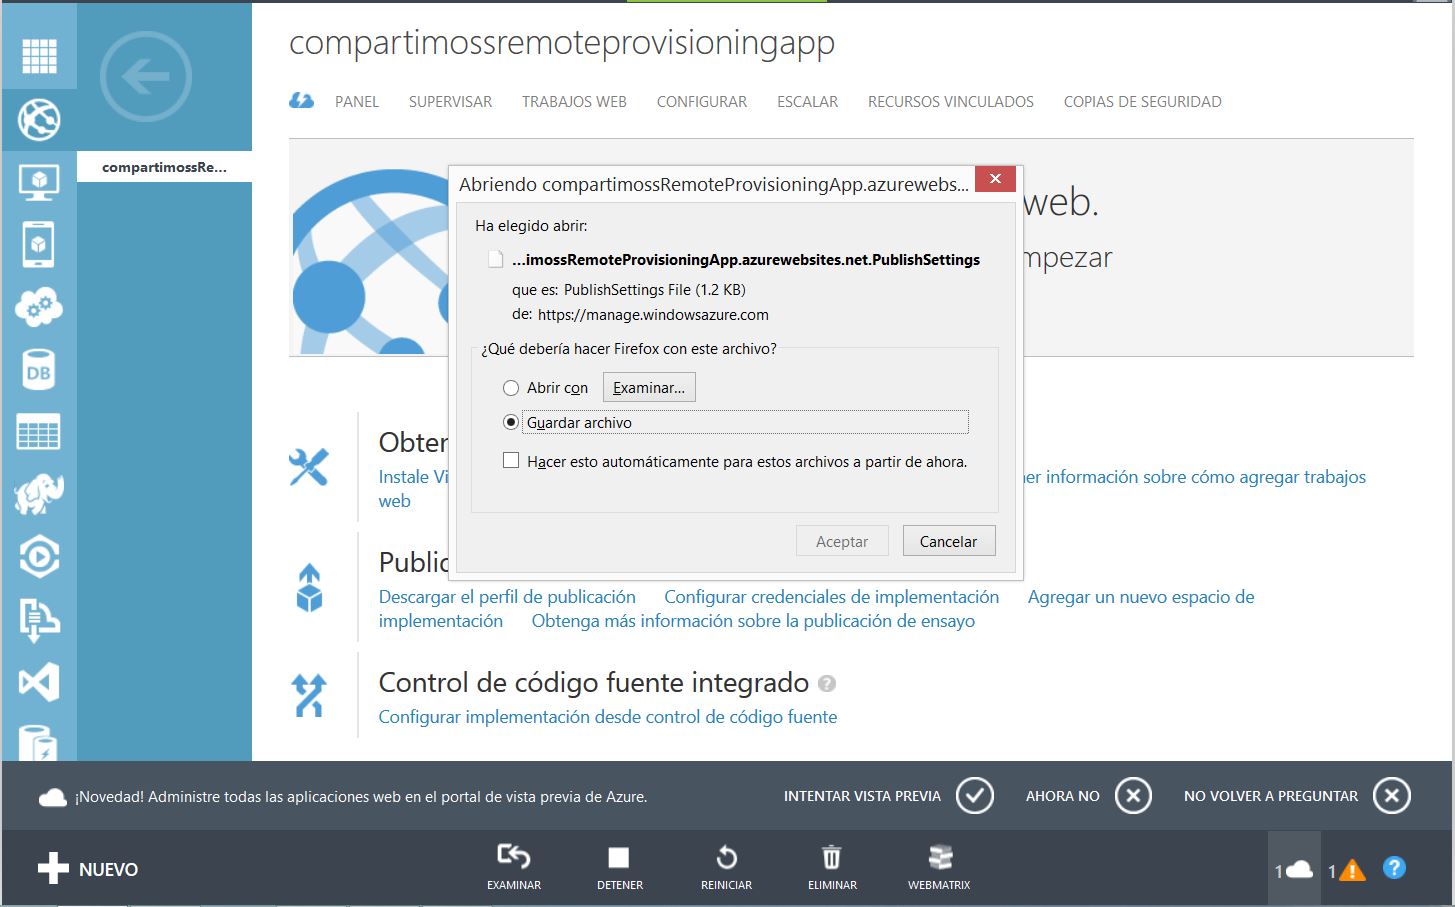 compartimossremoteprovisioningapp
PANEL SUPERVISAR TRABAJOS WEB CONFIGURAR ESCALAR RECURSOS VINCULADOS COPIAS DE SEGURIDAD
compartimossRe...
Abriendo compartimossRemoteProvisioningApp.azurewebs...
web.
Ha elegido abrir:
...imossRemoteProvisioningApp.azurewebsites.net.PublishSettings
mpezar
que es: PublishSettings File (1.2 KB)
de: https://manage.windowsazure.com
¿Qué debería hacer Firefox con este archivo?
Abrir con Examinar...
Guardar archivo
Hacer esto automáticamente para estos archivos a partir de ahora.
Aceptar Cancelar
DB
Obten
Instale Vi
er información sobre cómo agregar trabajos
web
Public
Descargar el perfil de publicación Configurar credenciales de implementación Agregar un nuevo espacio de
implementación Obtenga más información sobre la publicación de ensayo
Control de código fuente integrado ?
Configurar implementación desde control de código fuente
¡Novedad! Administre todas las aplicaciones web en el portal de vista previa de Azure. INTENTAR VISTA PREVIA AHORA NO NO VOLVER A PREGUNTAR
NUEVO
EXAMINAR DETENER REINICIAR ELIMINAR WEBMATRIX
1 1 ?